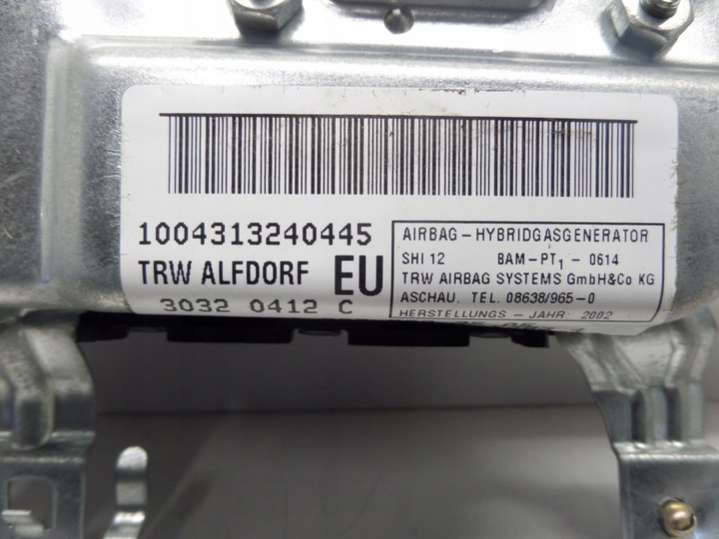 1004313240445
TRW ALFDORF EU
3032 0412 C
AIRBAG-HYBRIDGASGENERATOR
SHI 12 BAM-PT1-0614
TRW AIRBAG SYSTEMS GmbH&Co KG
ASCHAU. TEL. 08638/965-0
HERSTELLUNGS - JAHR: 2002